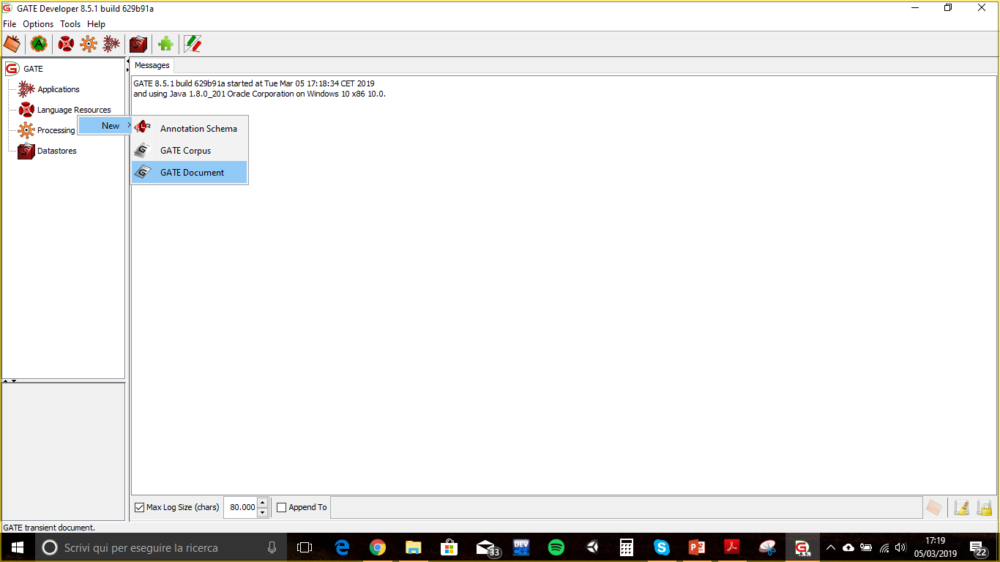 GATE Developer 8.5.1 build 629b91a
File Options Tools Help
GATE
Applications
Language Resources
Processing
Datastores
New
Annotation Schema
GATE Corpus
GATE Document
Messages
GATE 8.5.1 build 629b91a started at Tue Mar 05 17:18:34 CET 2019
and using Java 1.8.0_201 Oracle Corporation on Windows 10 x86 10.0.
Max Log Size (chars) 80.000 Append To
GATE transient document.
Scrivi qui per eseguire la ricerca
33
DEV
8.5.
17:19
05/03/2019
22